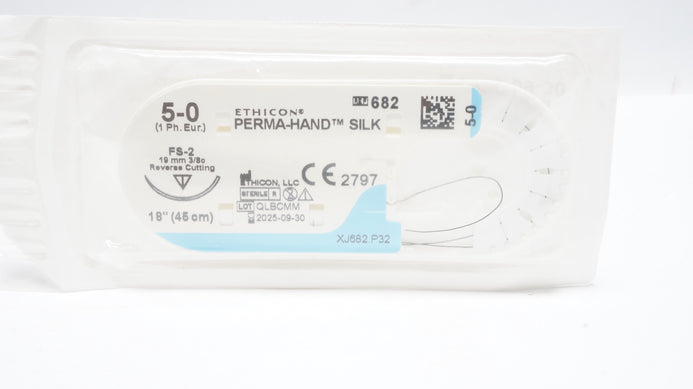 5-0
(1 Ph. Eur.)
ETHICON®
PERMA-HAND™ SILK
682
5-0
FS-2
19 mm 3/8c
Reverse Cutting
18" (45 cm)
ETHICON, LLC
STERILE R
LOT QLBCMM
2025-09-30
CE 2797
XJ682.P32